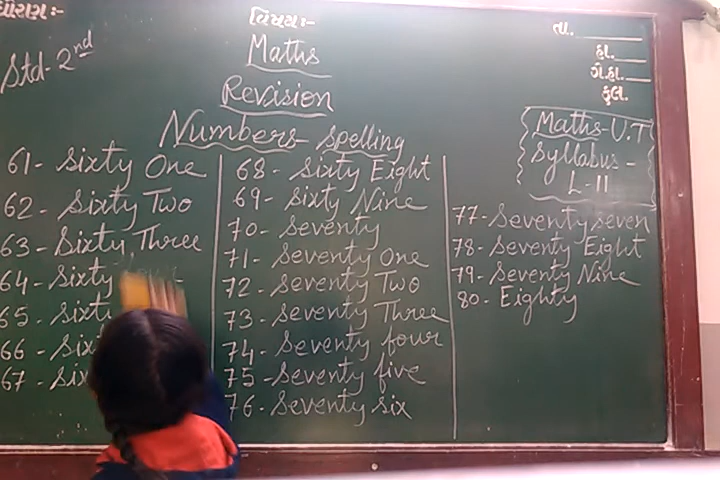 ધોરણ:-
વિષય:-
તા.
હા.
ગે.હા.
કુલ.
Std- 2nd
Maths
Revision
Numbers- spelling
Maths-U.T
Syllabus -
L-11
61- Sixty One
62- Sixty Two
63- Sixty Three
64- Sixty
65-
66-
67-
68- Sixty Eight
69- Sixty Nine
70- Seventy
71- Seventy One
72- Seventy Two
73- Seventy Three
74- Seventy four
75- Seventy five
76- Seventy six
77- Seventy seven
78- Seventy Eight
79- Seventy Nine
80- Eighty